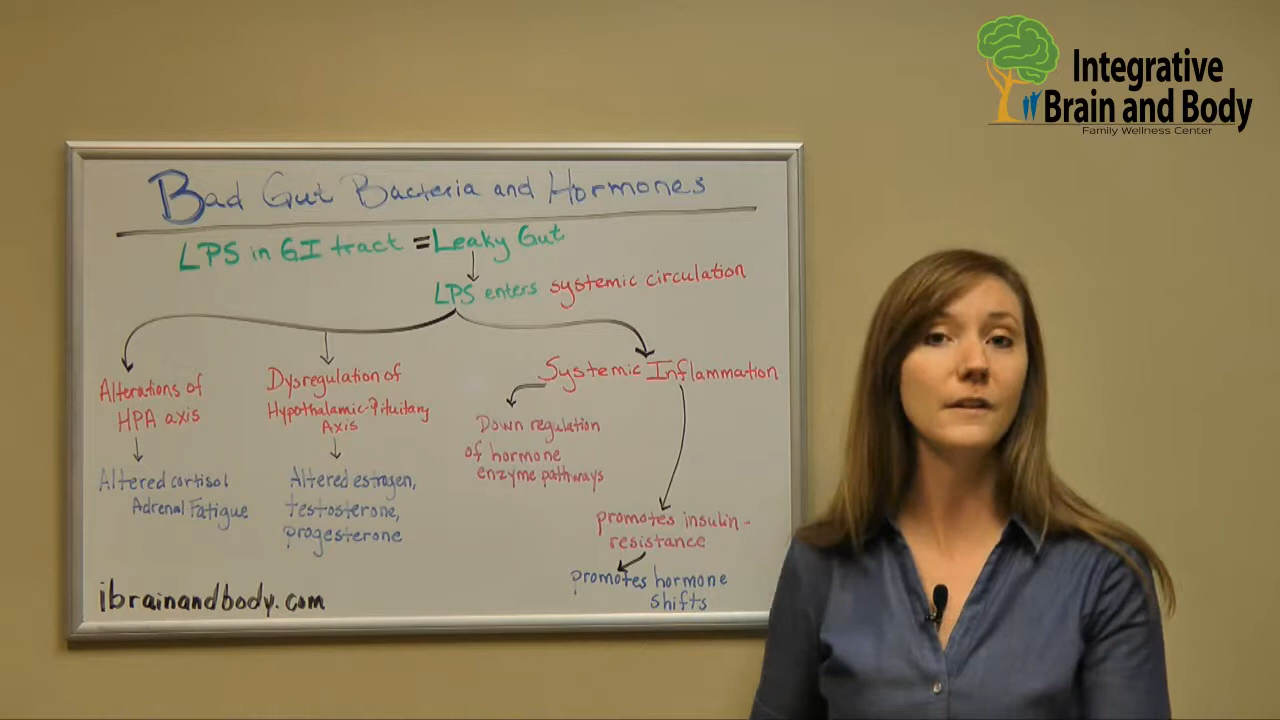 Integrative
Brain and Body
Family Wellness Center
Bad Gut Bacteria and Hormones
LPS in GI tract = Leaky Gut
LPS enters systemic circulation
Alterations of
HPA axis
Altered cortisol
Adrenal Fatigue
Dysregulation of
Hypothalamic-Pituitary
Axis
Altered estrogen,
testosterone,
progesterone
Systemic Inflammation
Down regulation
of hormone
enzyme pathways
promotes insulin-
resistance
promotes hormone
shifts
ibrainandbody.com